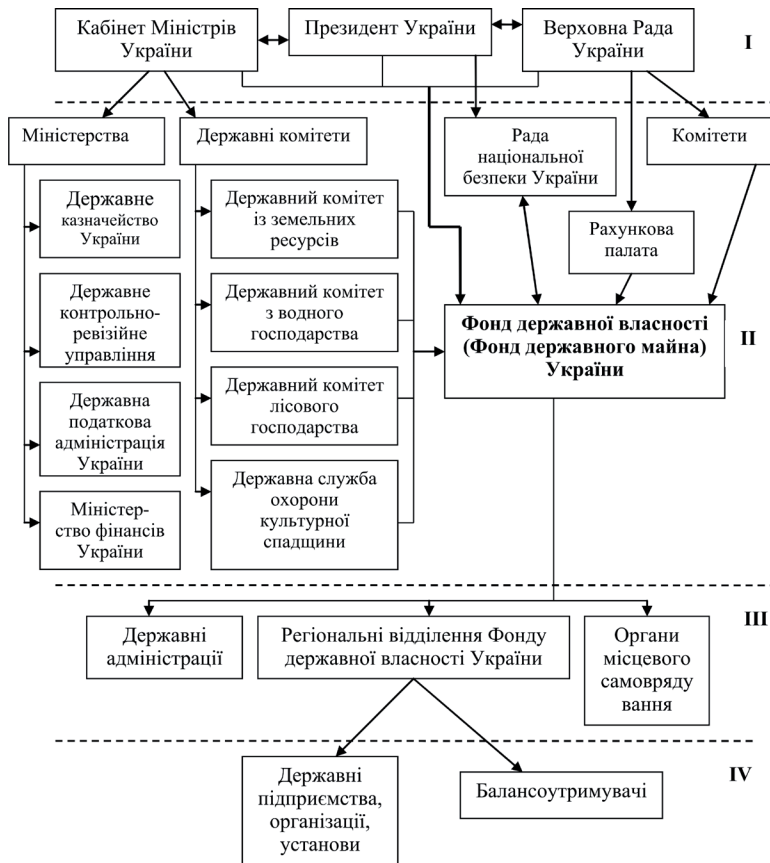 Кабінет Міністрів
України
Президент України
Верховна Рада
України
I
Міністерства
Державні комітети
Рада
національної
безпеки України
Комітети
Державне
казначейство
України
Державне
контрольно-
ревізійне
управління
Державна
податкова
адміністрація
України
Міністер-
ство фінансів
України
Державний комітет
із земельних
ресурсів
Державний комітет
з водного
господарства
Державний комітет
лісового
господарства
Державна служба
охорони
культурної
спадщини
Рахункова
палата
Фонд державної власності
(Фонд державного майна)
України
II
Державні
адміністрації
Регіональні відділення Фонду
державної власності України
Органи
місцевого
самовряду
вання
III
Державні
підприємства,
організації,
установи
Балансоутримувачі
IV